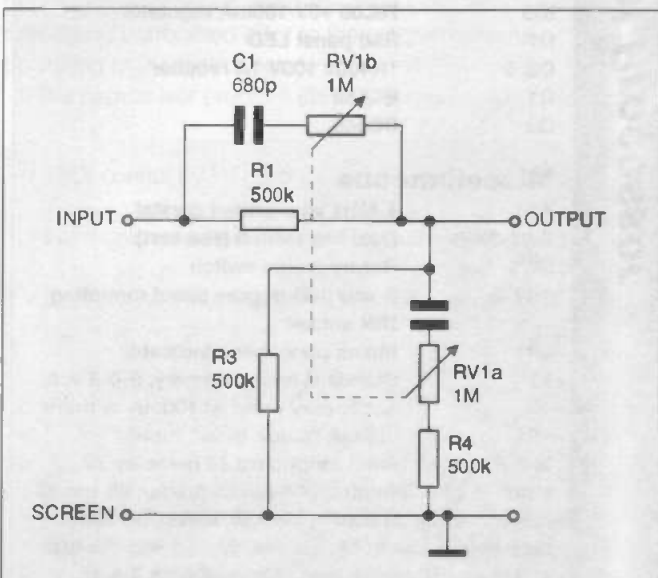 C1
680p
RV1b
1M
R1
500k
INPUT
OUTPUT
R3
500k
RV1a
1M
R4
500k
SCREEN